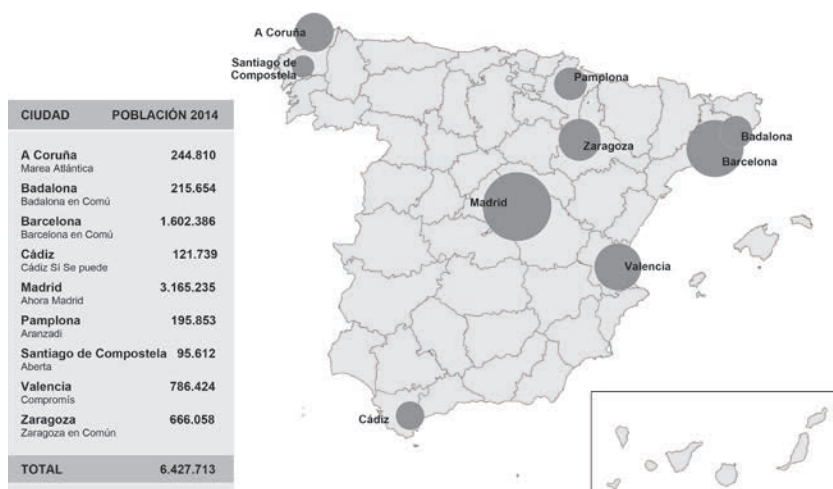 CIUDAD POBLACIÓN 2014
A Coruña 244.810
Marea Atlántica
Badalona 215.654
Badalona en Comú
Barcelona 1.602.386
Barcelona en Comú
Cádiz 121.739
Cádiz Sí Se puede
Madrid 3.165.235
Ahora Madrid
Pamplona 195.853
Aranzadi
Santiago de Compostela 95.612
Aberta
Valencia 786.424
Compromís
Zaragoza 666.058
Zaragoza en Común
TOTAL 6.427.713
A Coruña
Santiago de
Compostela
Pamplona
Zaragoza
Badalona
Barcelona
Madrid
Valencia
Cádiz